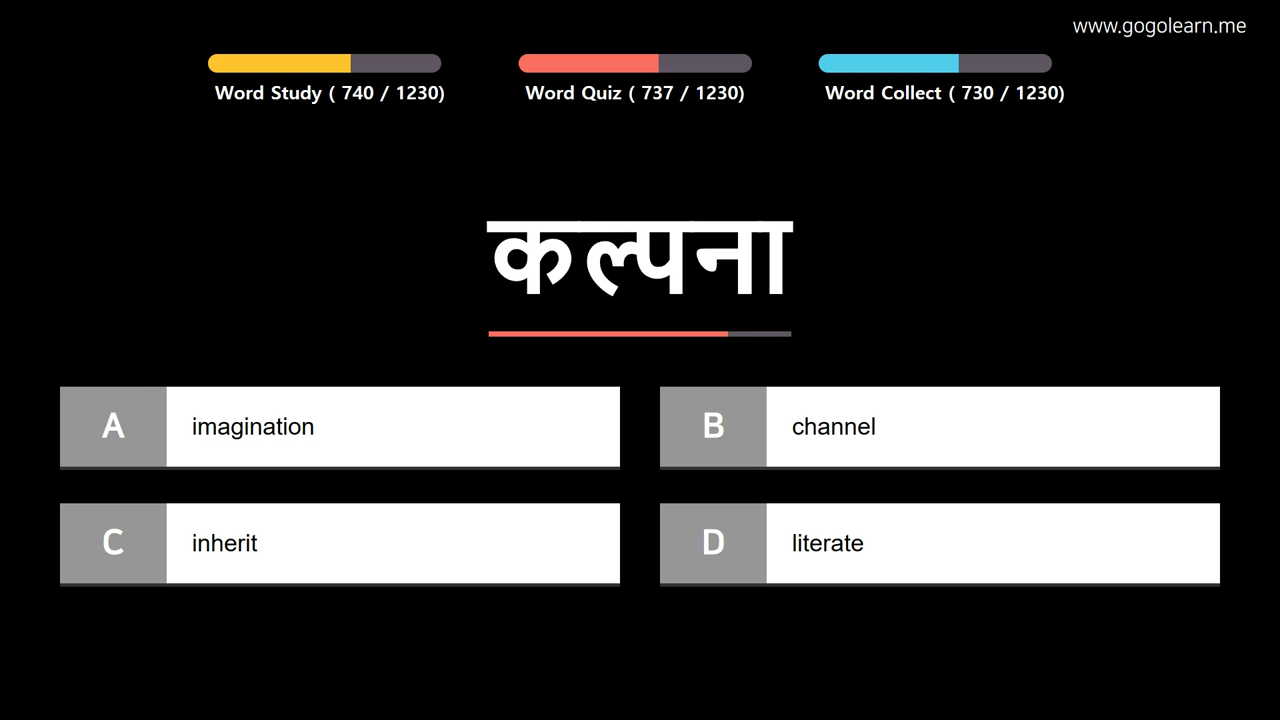 www.gogolearn.me
Word Study ( 740 / 1230)
Word Quiz ( 737 / 1230)
Word Collect ( 730 / 1230)
कल्पना
A imagination
B channel
C inherit
D literate